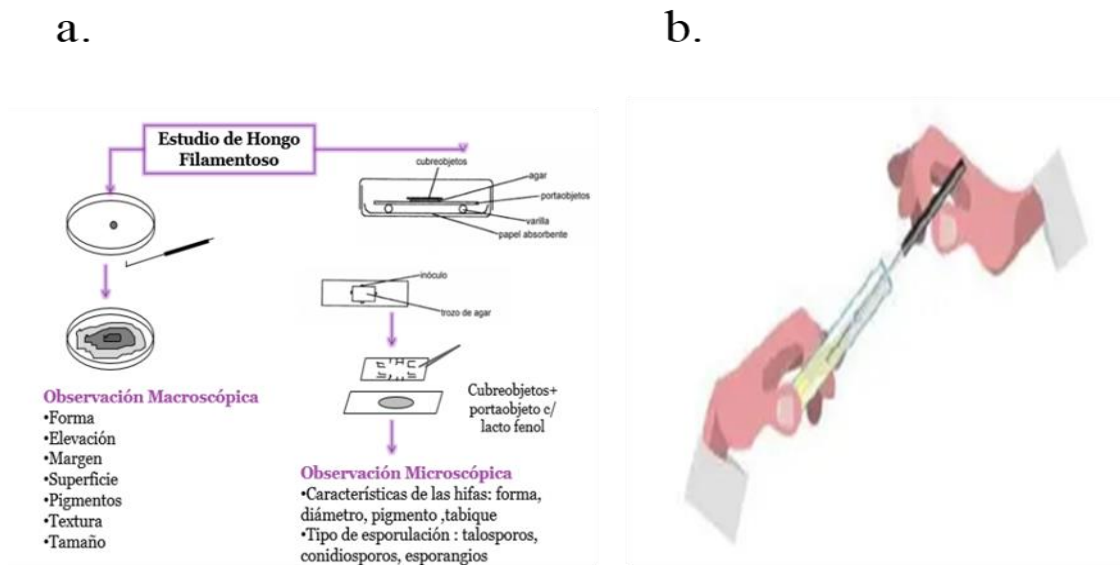 a.
b.
Estudio de Hongo
Filamentoso
cubreobjetos
agar
portaobjetos
varilla
papel absorbente
inóculo
trozo de agar
Observación Macroscópica
•Forma
•Elevación
•Margen
•Superficie
•Pigmentos
•Textura
•Tamaño
Cubreobjetos+
portaobjeto c/
lacto fenol
Observación Microscópica
•Características de las hifas: forma,
diámetro, pigmento ,tabique
•Tipo de esporulación : talosporos,
conidiosporos, esporangios